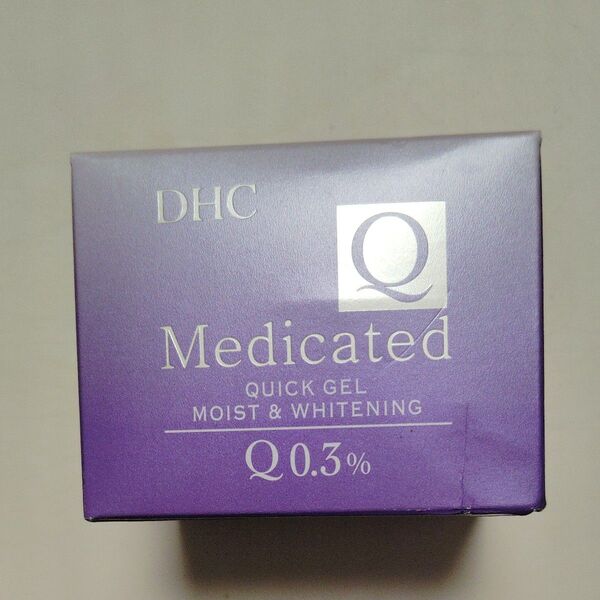 DHC
Q
Medicated
QUICK GEL
MOIST & WHITENING
Q 0.3%